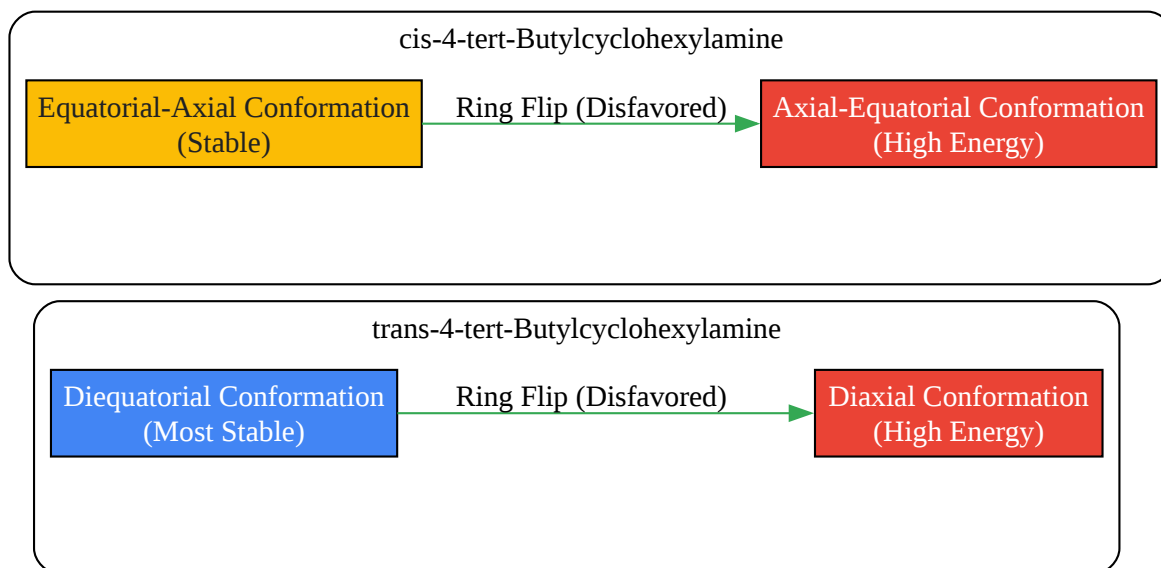 cis-4-tert-Butylcyclohexylamine
Equatorial-Axial Conformation
(Stable)
Ring Flip (Disfavored)
Axial-Equatorial Conformation
(High Energy)
trans-4-tert-Butylcyclohexylamine
Diequatorial Conformation
(Most Stable)
Ring Flip (Disfavored)
Diaxial Conformation
(High Energy)